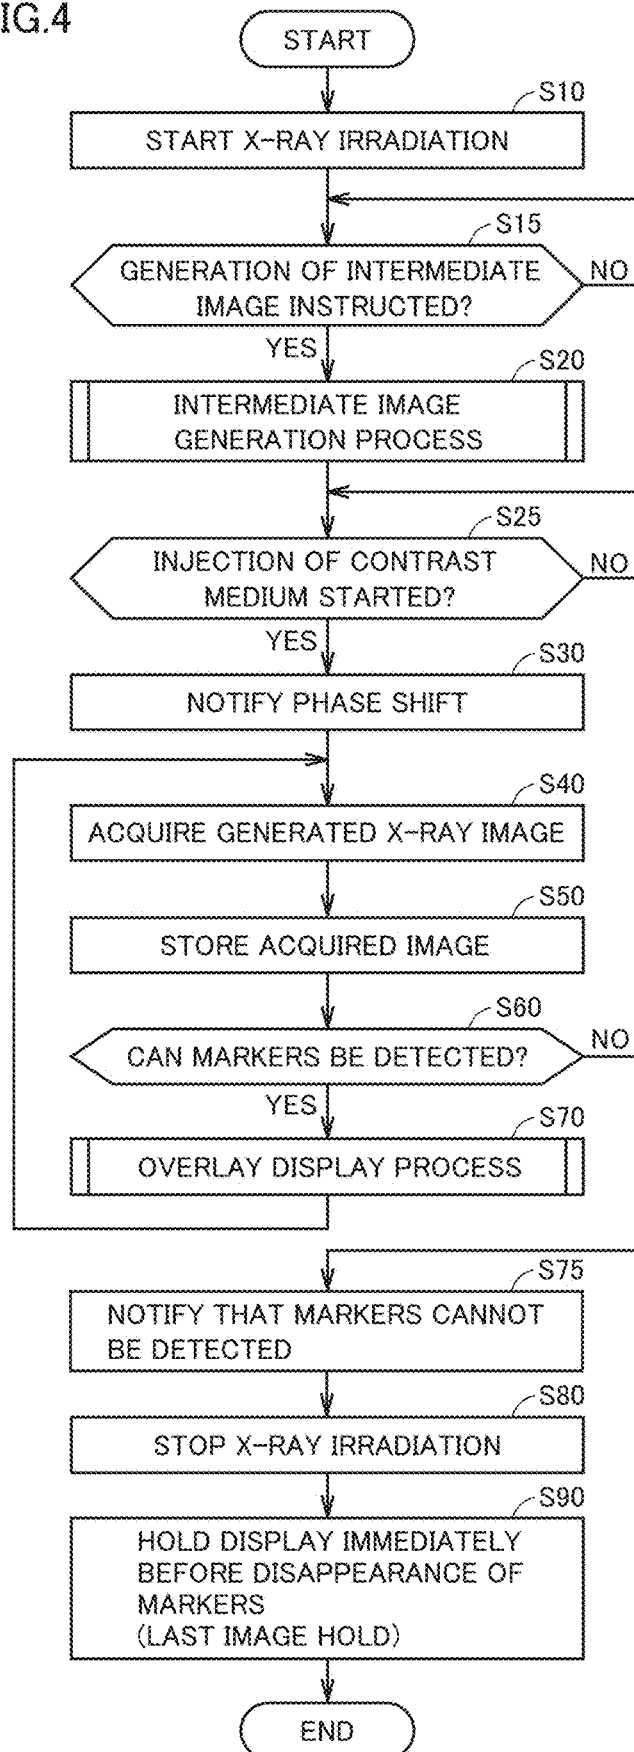 IG.4
START
S10
START X-RAY IRRADIATION
S15
GENERATION OF INTERMEDIATE
IMAGE INSTRUCTED?
NO
YES
S20
INTERMEDIATE IMAGE
GENERATION PROCESS
S25
INJECTION OF CONTRAST
MEDIUM STARTED?
NO
YES
S30
NOTIFY PHASE SHIFT
S40
ACQUIRE GENERATED X-RAY IMAGE
S50
STORE ACQUIRED IMAGE
S60
CAN MARKERS BE DETECTED?
NO
YES
S70
OVERLAY DISPLAY PROCESS
S75
NOTIFY THAT MARKERS CANNOT
BE DETECTED
S80
STOP X-RAY IRRADIATION
S90
HOLD DISPLAY IMMEDIATELY
BEFORE DISAPPEARANCE OF
MARKERS
(LAST IMAGE HOLD)
END